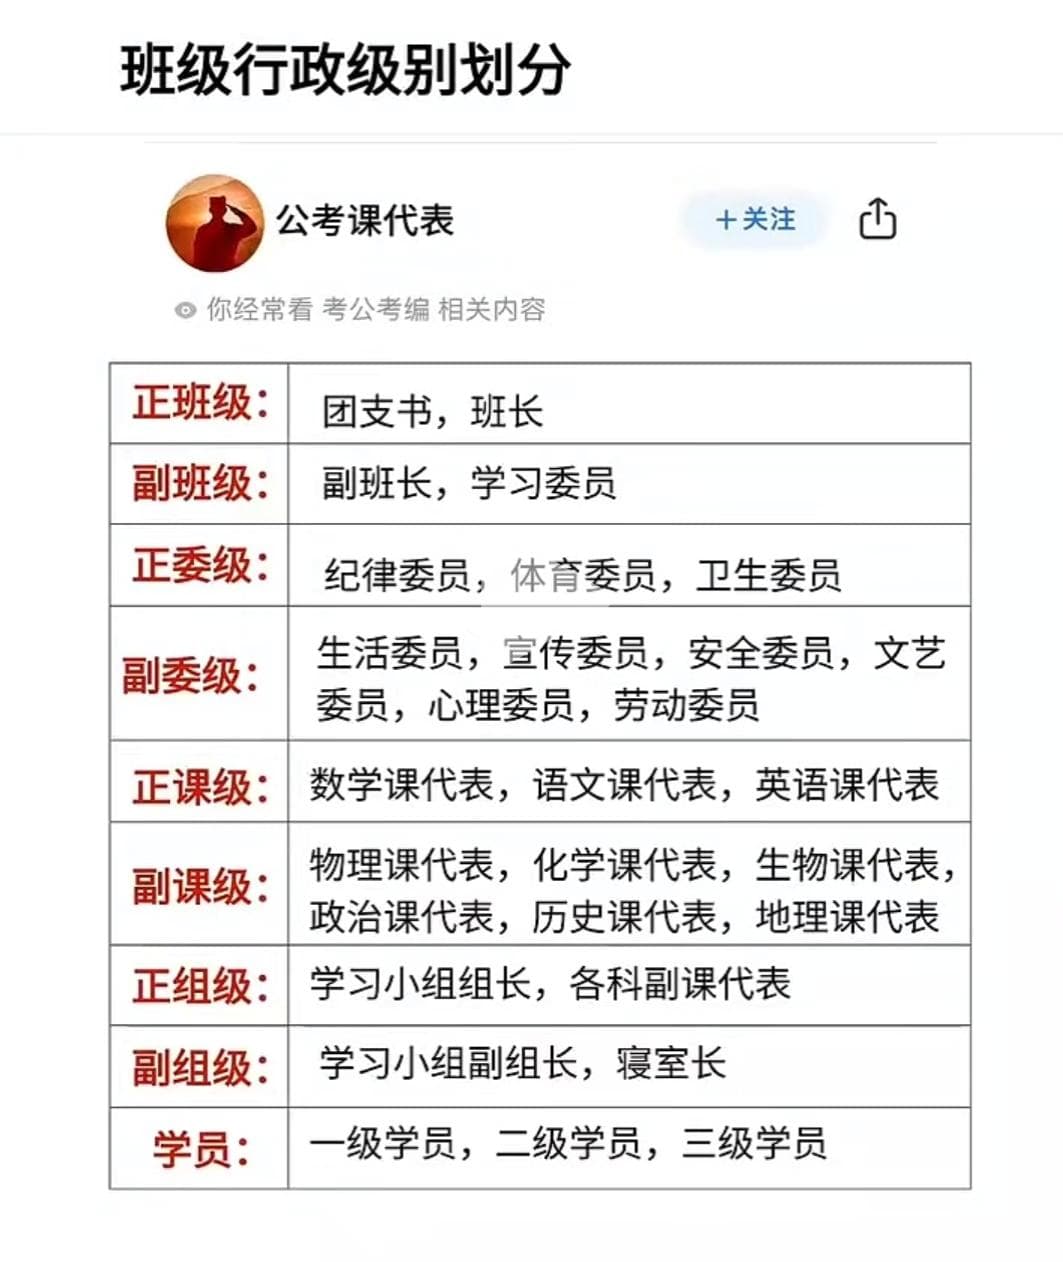 班级行政级别划分
公考课代表
+关注
你经常看 考公考编 相关内容
正班级：
团支书，班长
副班级：
副班长，学习委员
正委级：
纪律委员，体育委员，卫生委员
副委级：
生活委员，宣传委员，安全委员，文艺
委员，心理委员，劳动委员
正课级：
数学课代表，语文课代表，英语课代表
副课级：
物理课代表，化学课代表，生物课代表，
政治课代表，历史课代表，地理课代表
正组级：
学习小组组长，各科副课代表
副组级：
学习小组副组长，寝室长
学员：
一级学员，二级学员，三级学员